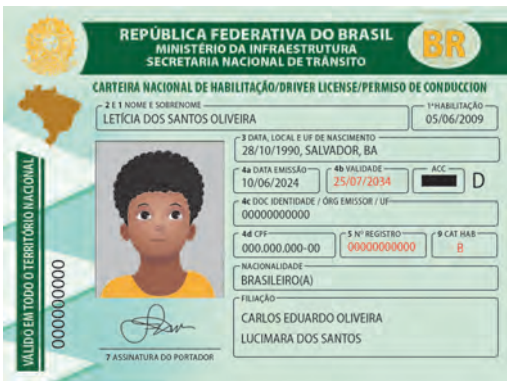 REPÚBLICA FEDERATIVA DO BRASIL
MINISTÉRIO DA INFRAESTRUTURA
SECRETARIA NACIONAL DE TRÂNSITO
BR
CARTEIRA NACIONAL DE HABILITAÇÃO/DRIVER LICENSE/PERMISO DE CONDUCCION
2 E 1 NOME E SOBRENOME
1ª HABILITAÇÃO
LETÍCIA DOS SANTOS OLIVEIRA
05/06/2009
3 DATA, LOCAL E UF DE NASCIMENTO
28/10/1990, SALVADOR, BA
4a DATA EMISSÃO
4b VALIDADE
ACC
10/06/2024
25/07/2034
D
4c DOC IDENTIDADE / ÓRG EMISSOR / UF
00000000000
4d CPF
5 Nº REGISTRO
9 CAT HAB
000.000.000-00
00000000000
B
NACIONALIDADE
BRASILEIRO(A)
FILIAÇÃO
CARLOS EDUARDO OLIVEIRA
LUCIMARA DOS SANTOS
7 ASSINATURA DO PORTADOR
VÁLIDO EM TODO O TERRITÓRIO NACIONAL
000000000